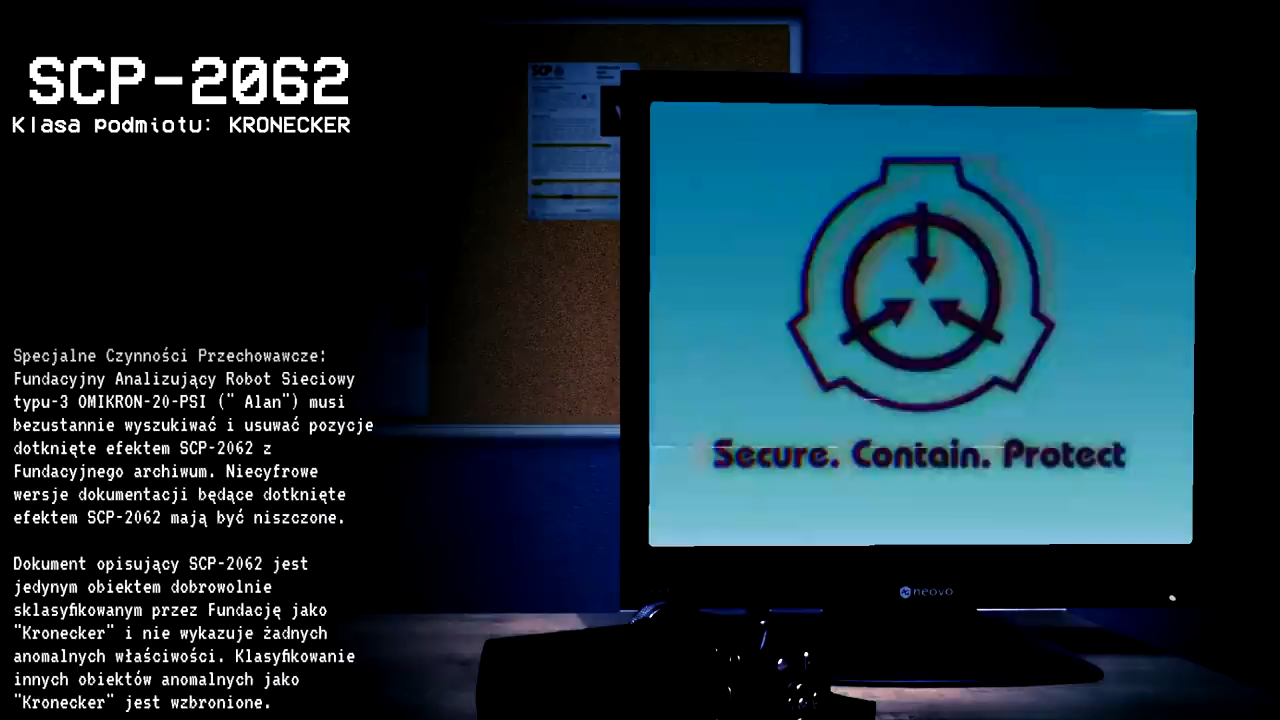 SCP-2062
Klasa podmiotu: KRONECKER
Specjalne Czynności Przechowawcze:
Fundacyjny Analizujący Robot Sieciowy
typu-3 OMIKRON-20-PSI (" Alan") musi
bezustannie wyszukiwać i usuwać pozycje
dotknięte efektem SCP-2062 z
Fundacyjnego archiwum. Niecyfrowe
wersje dokumentacji będące dotknięte
efektem SCP-2062 mają być niszczone.
Dokument opisujący SCP-2062 jest
jedynym obiektem dobrowolnie
sklasyfikowanym przez Fundację jako
"Kronecker" i nie wykazuje żadnych
anomalnych właściwości. Klasyfikowanie
innych obiektów anomalnych jako
"Kronecker" jest wzbronione.
SCP
Secure. Contain. Protect
neovo